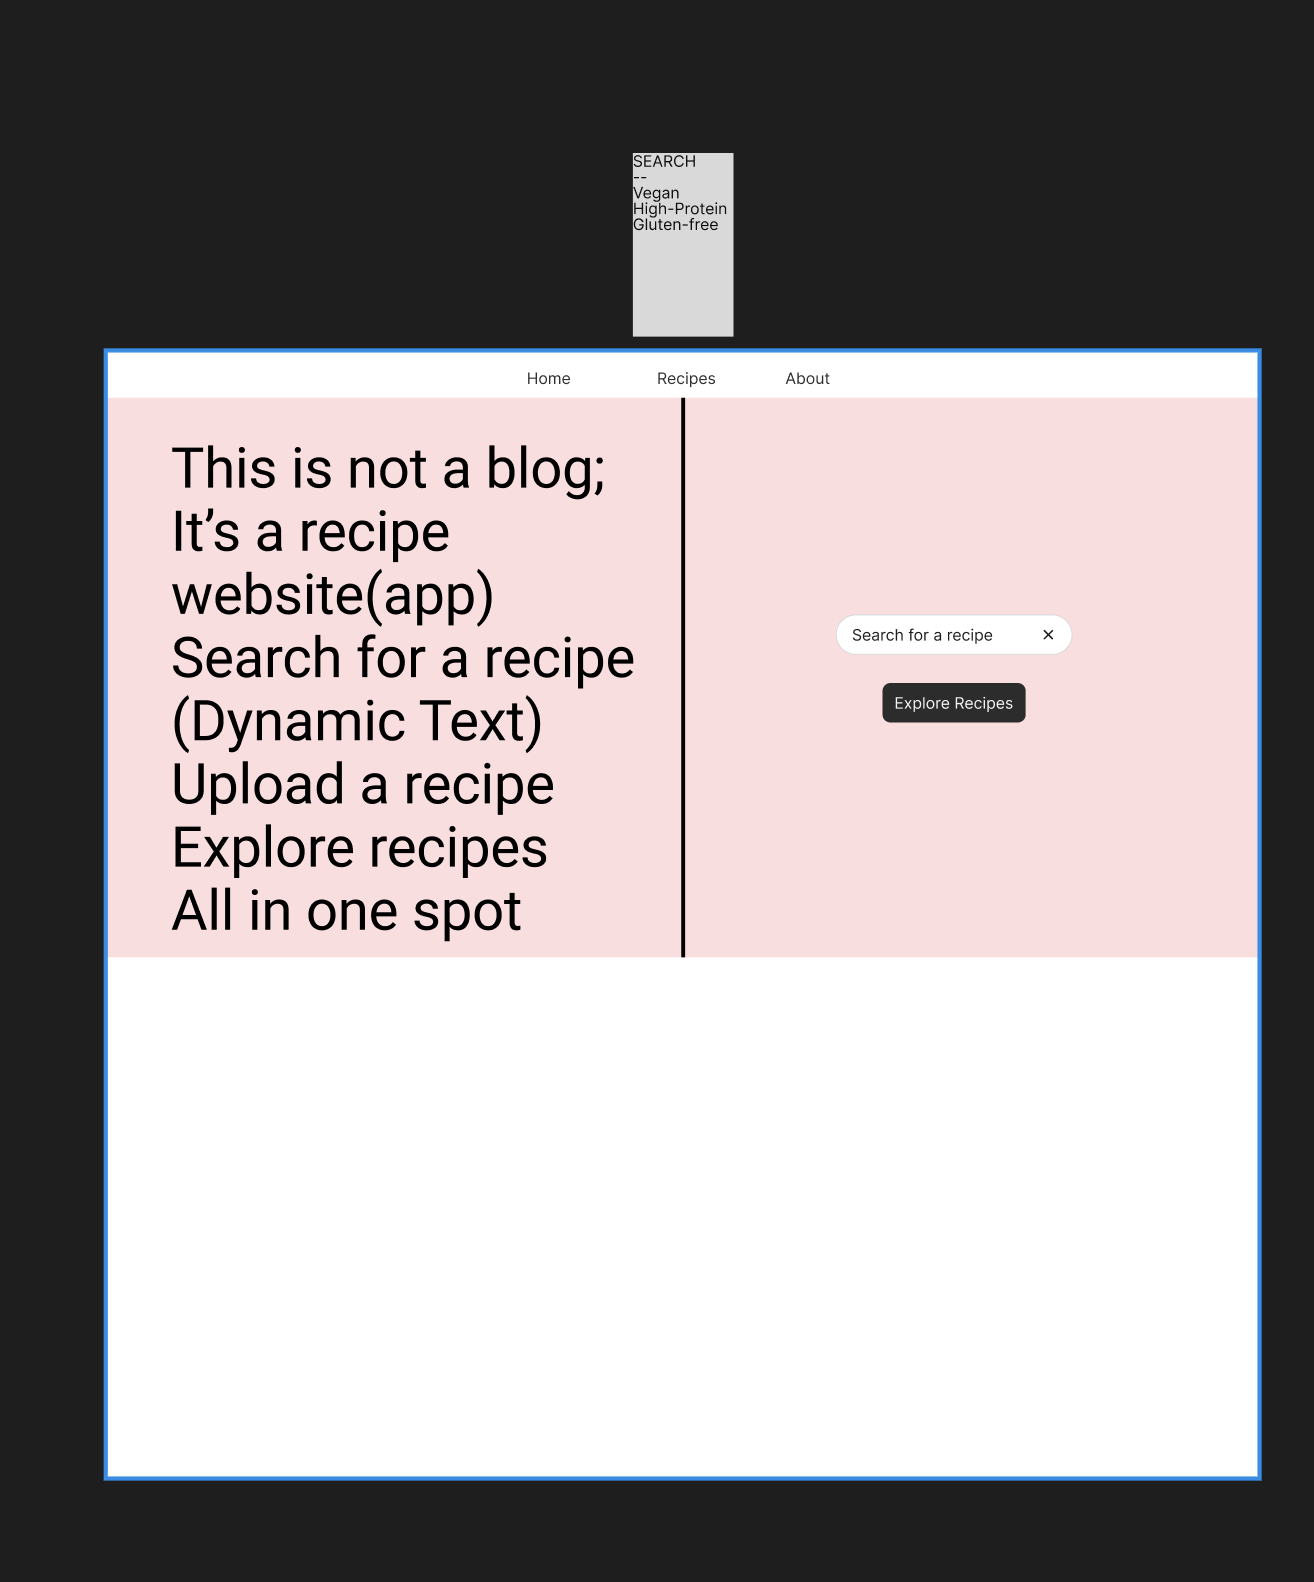 SEARCH
--
Vegan
High-Protein
Gluten-free
Home Recipes About
This is not a blog;
It’s a recipe
website(app)
Search for a recipe
(Dynamic Text)
Upload a recipe
Explore recipes
All in one spot
Search for a recipe
Explore Recipes